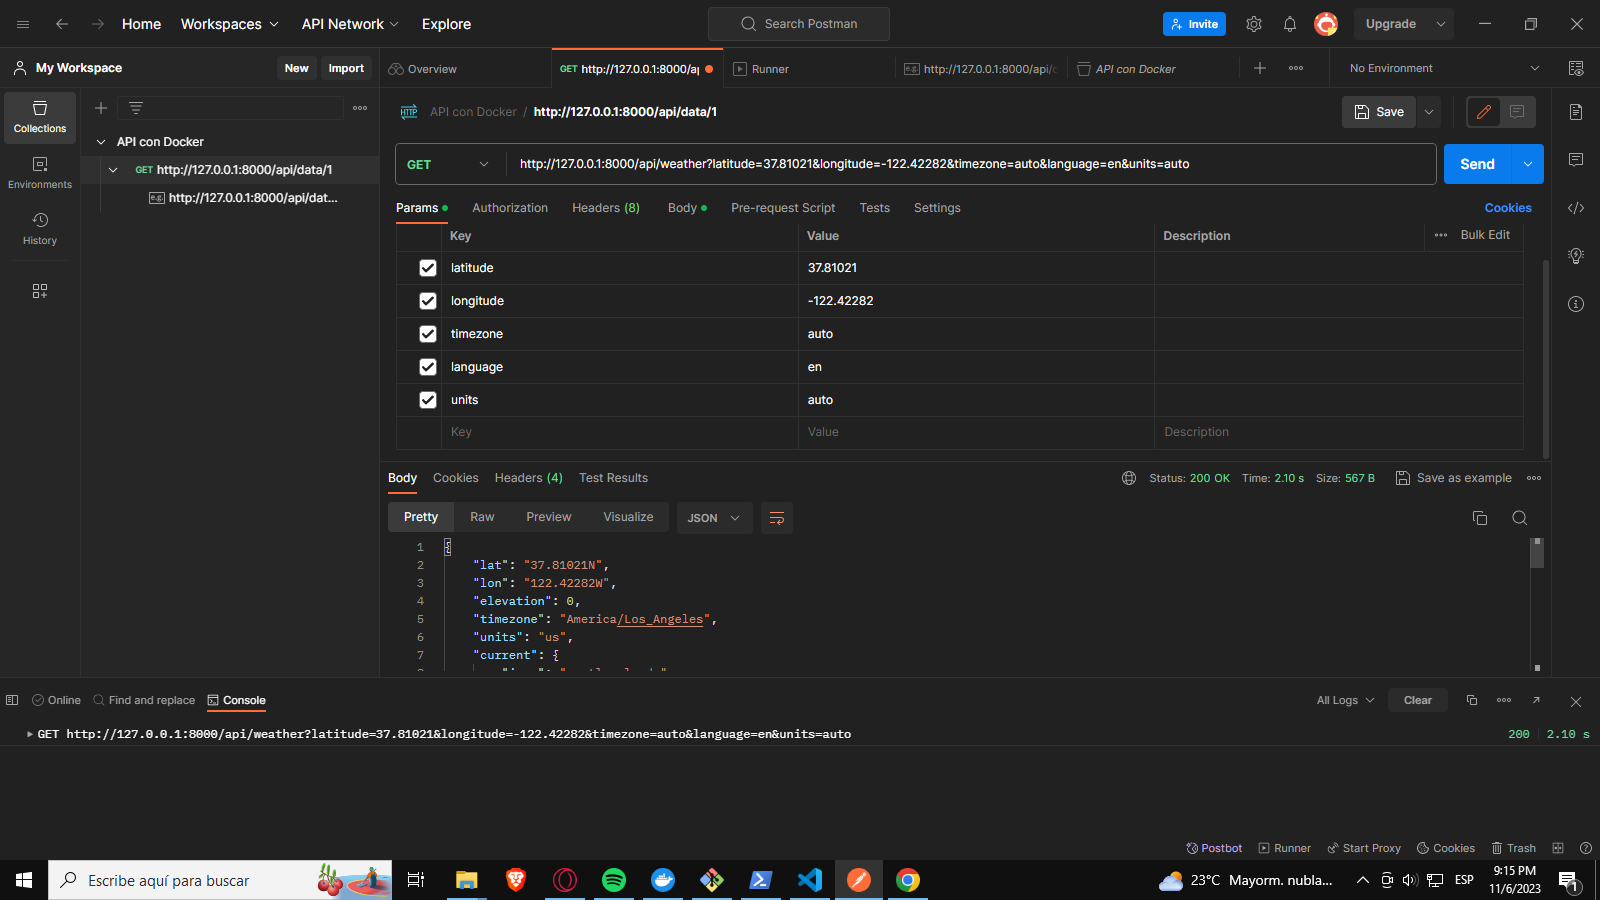 Home Workspaces API Network Explore
Search Postman
Invite Upgrade
My Workspace New Import
Overview
GET http://127.0.0.1:8000/ap
Runner
e.g. http://127.0.0.1:8000/api/d
API con Docker
No Environment
Collections
Environments
History
API con Docker
GET http://127.0.0.1:8000/api/data/1
e.g. http://127.0.0.1:8000/api/dat...
HTTP API con Docker / http://127.0.0.1:8000/api/data/1
Save
GET http://127.0.0.1:8000/api/weather?latitude=37.81021&longitude=-122.42282&timezone=auto&language=en&units=auto
Send
Params Authorization Headers (8) Body Pre-request Script Tests Settings Cookies
Key Value Description Bulk Edit
latitude 37.81021
longitude -122.42282
timezone auto
language en
units auto
Key Value Description
Body Cookies Headers (4) Test Results Status: 200 OK Time: 2.10 s Size: 567 B Save as example
Pretty Raw Preview Visualize JSON
1 {
2 "lat": "37.81021N",
3 "lon": "122.42282W",
4 "elevation": 0,
5 "timezone": "America/Los_Angeles",
6 "units": "us",
7 "current": {
Online Find and replace Console All Logs Clear
GET http://127.0.0.1:8000/api/weather?latitude=37.81021&longitude=-122.42282&timezone=auto&language=en&units=auto 200 2.10 s
Postbot Runner Start Proxy Cookies Trash
Escribe aquí para buscar
23°C Mayorm. nubla...
ESP
9:15 PM
11/6/2023
1